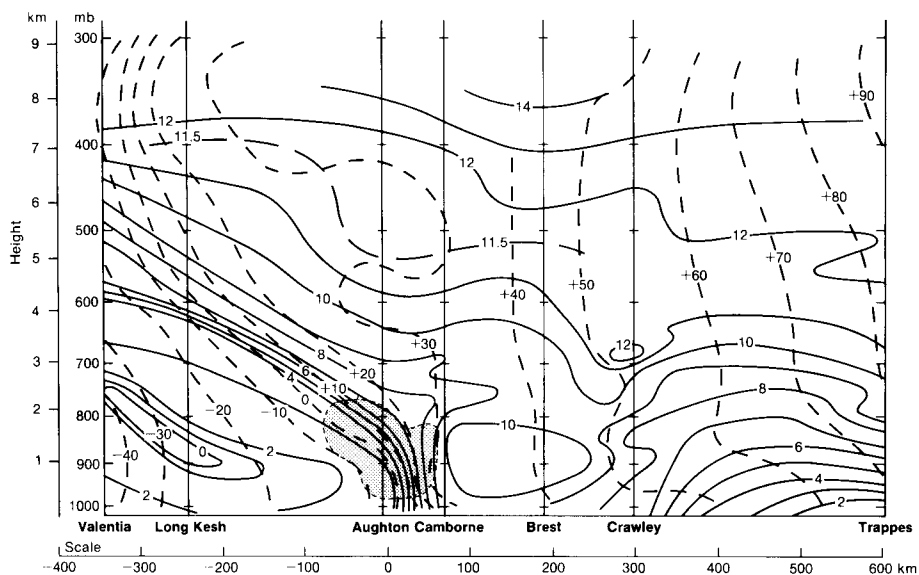 km mb
9 300
8 14 +90
12
7 400 11.5 12
6 +80
500 12
Height 5 11.5 +70
10 +50 +60
4 600 +40
8 +30 12 10
3 700 6 +20
4 +10 8
0
2 800 −20 −10 10
−30 6
−40 0 2
1 900 4
2 2
1000
Valentia Long Kesh Aughton Camborne Brest Crawley Trappes
Scale
−400 −300 −200 −100 0 100 200 300 400 500 600 km